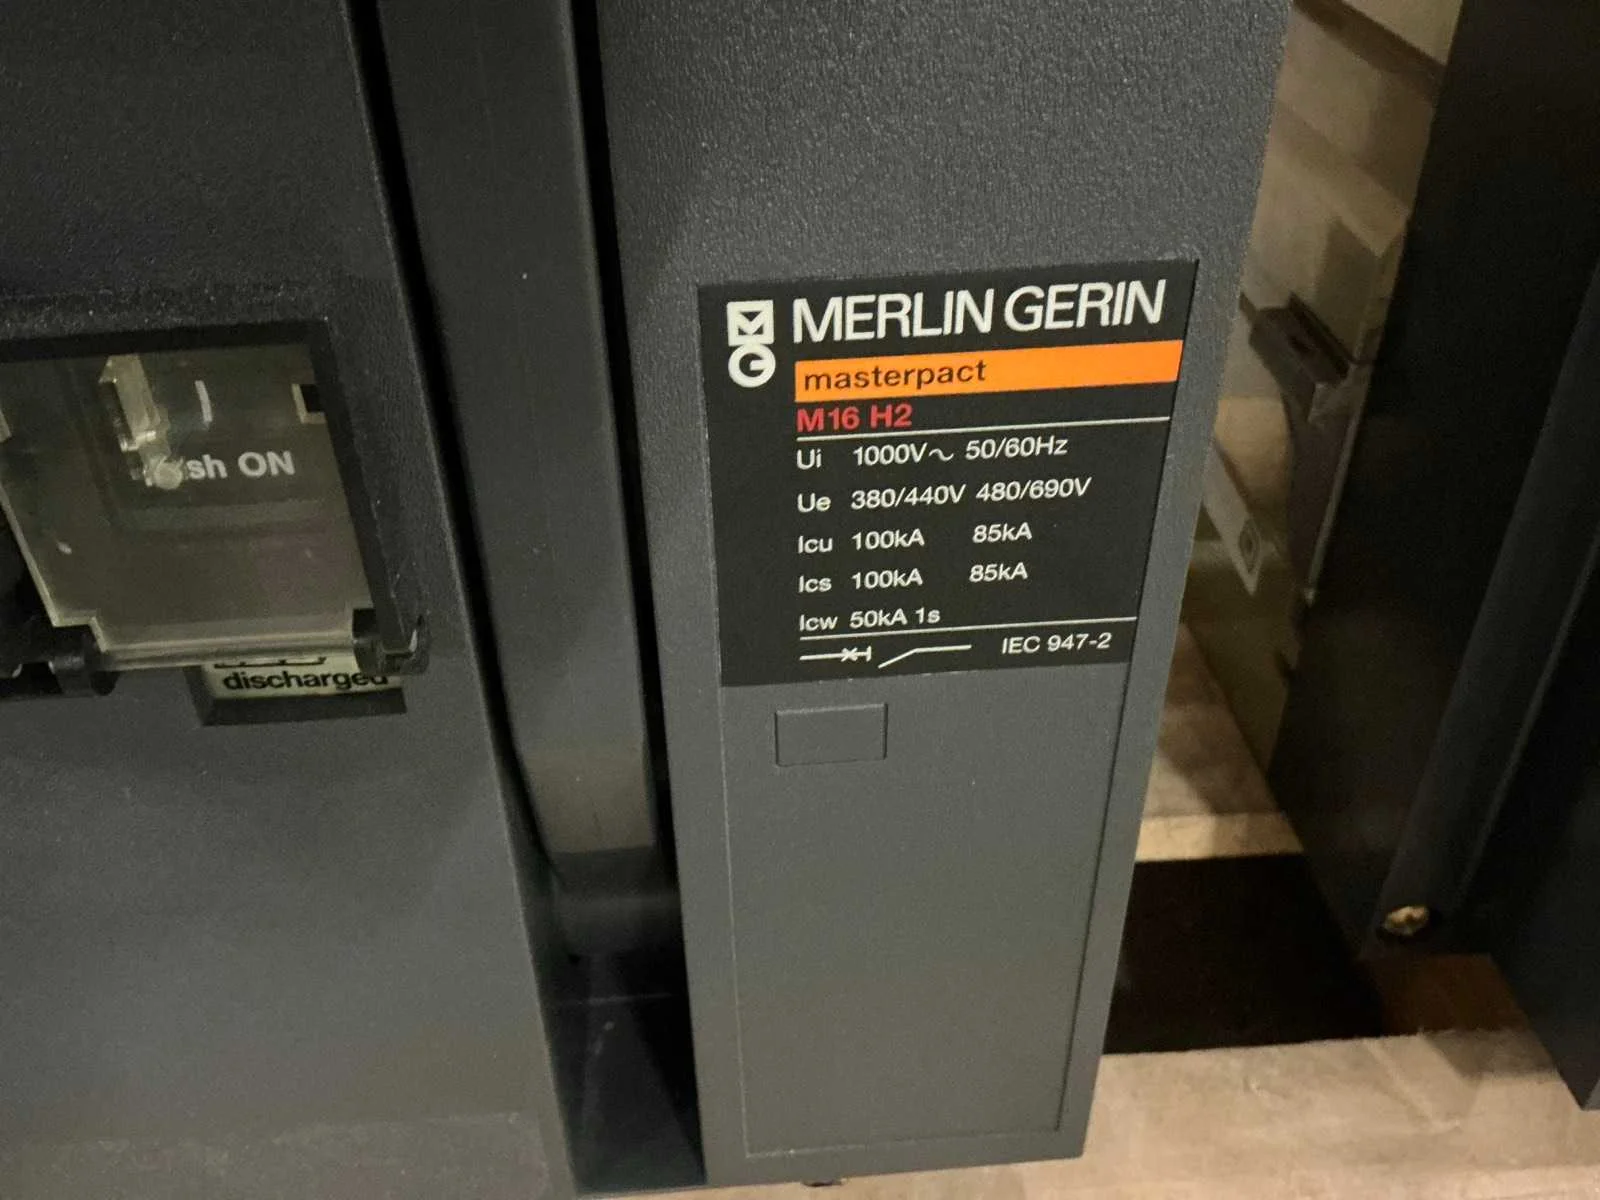 MERLIN GERIN
masterpact
M16 H2
Ui 1000V~ 50/60Hz
Ue 380/440V 480/690V
Icu 100kA 85kA
Ics 100kA 85kA
Icw 50kA 1s
IEC 947-2
ON
discharged